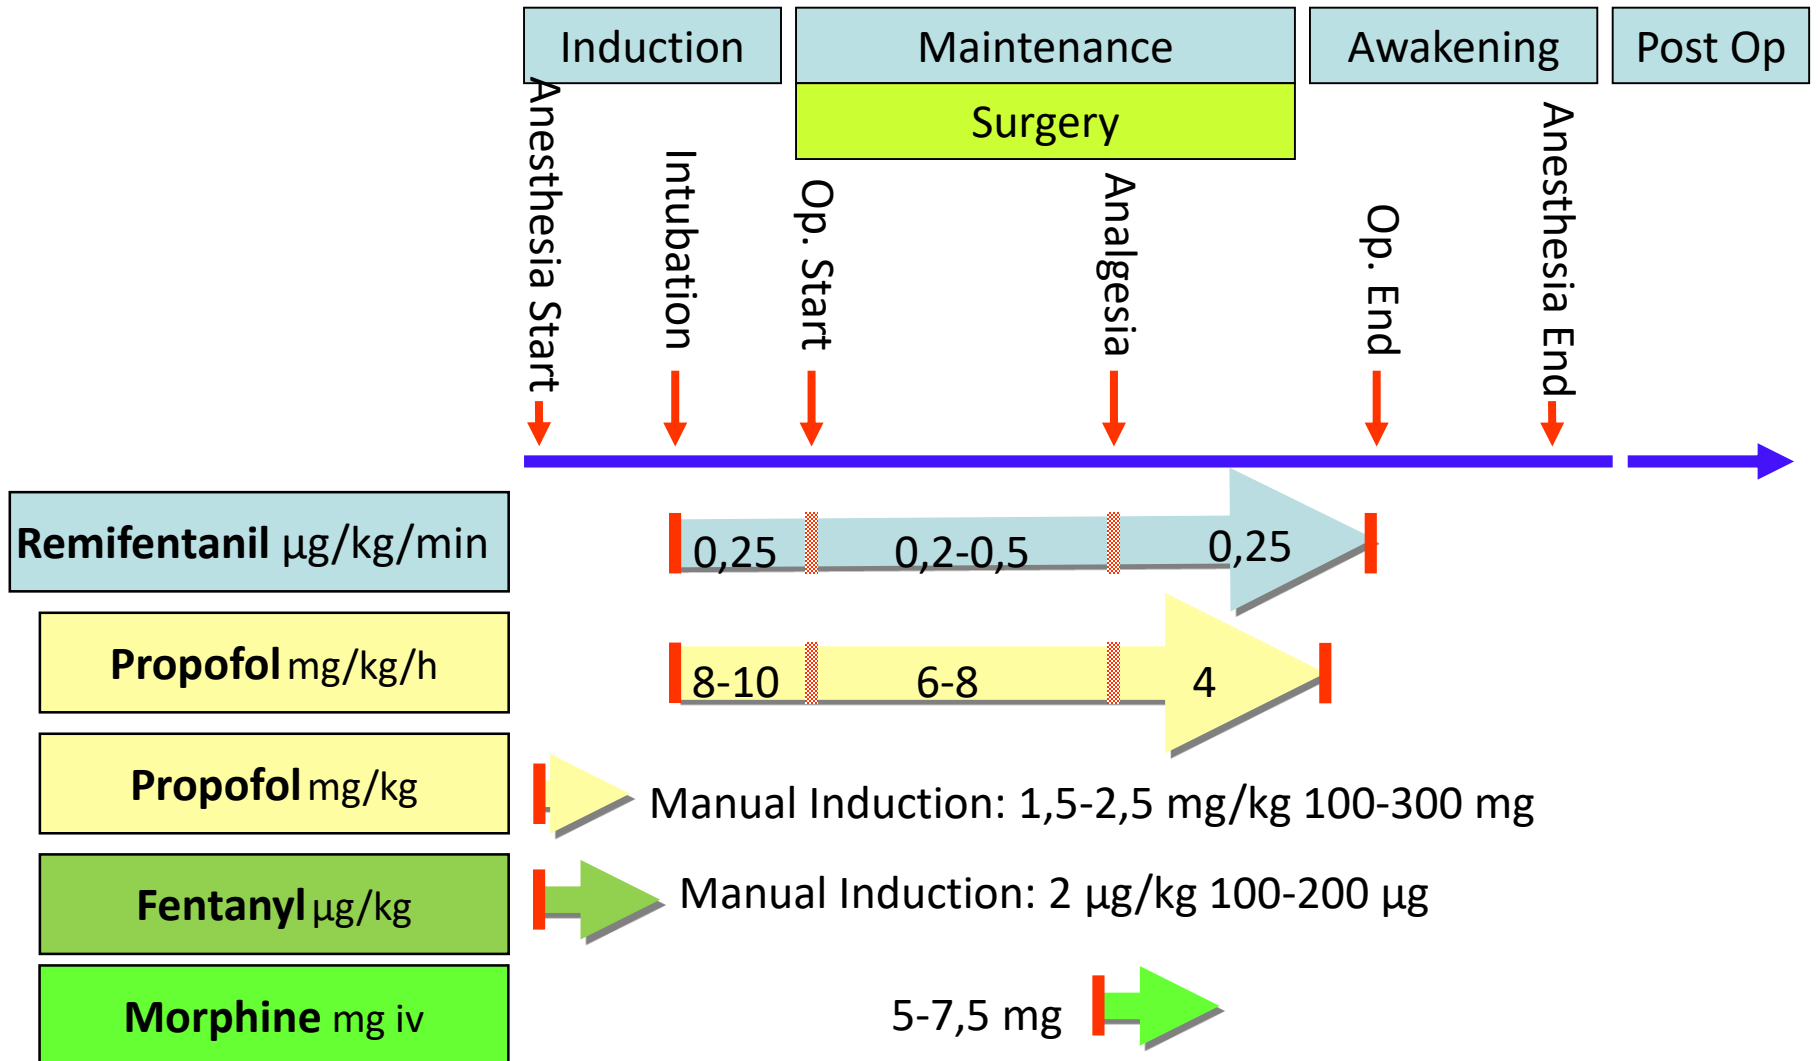 Induction
Maintenance
Awakening
Post Op
Surgery
Anesthesia Start
Intubation
Op. Start
Analgesia
Op. End
Anesthesia End
Remifentanil µg/kg/min
0,25
0,2-0,5
0,25
Propofol mg/kg/h
8-10
6-8
4
Propofol mg/kg
Manual Induction: 1,5-2,5 mg/kg 100-300 mg
Fentanyl µg/kg
Manual Induction: 2 µg/kg 100-200 µg
Morphine mg iv
5-7,5 mg